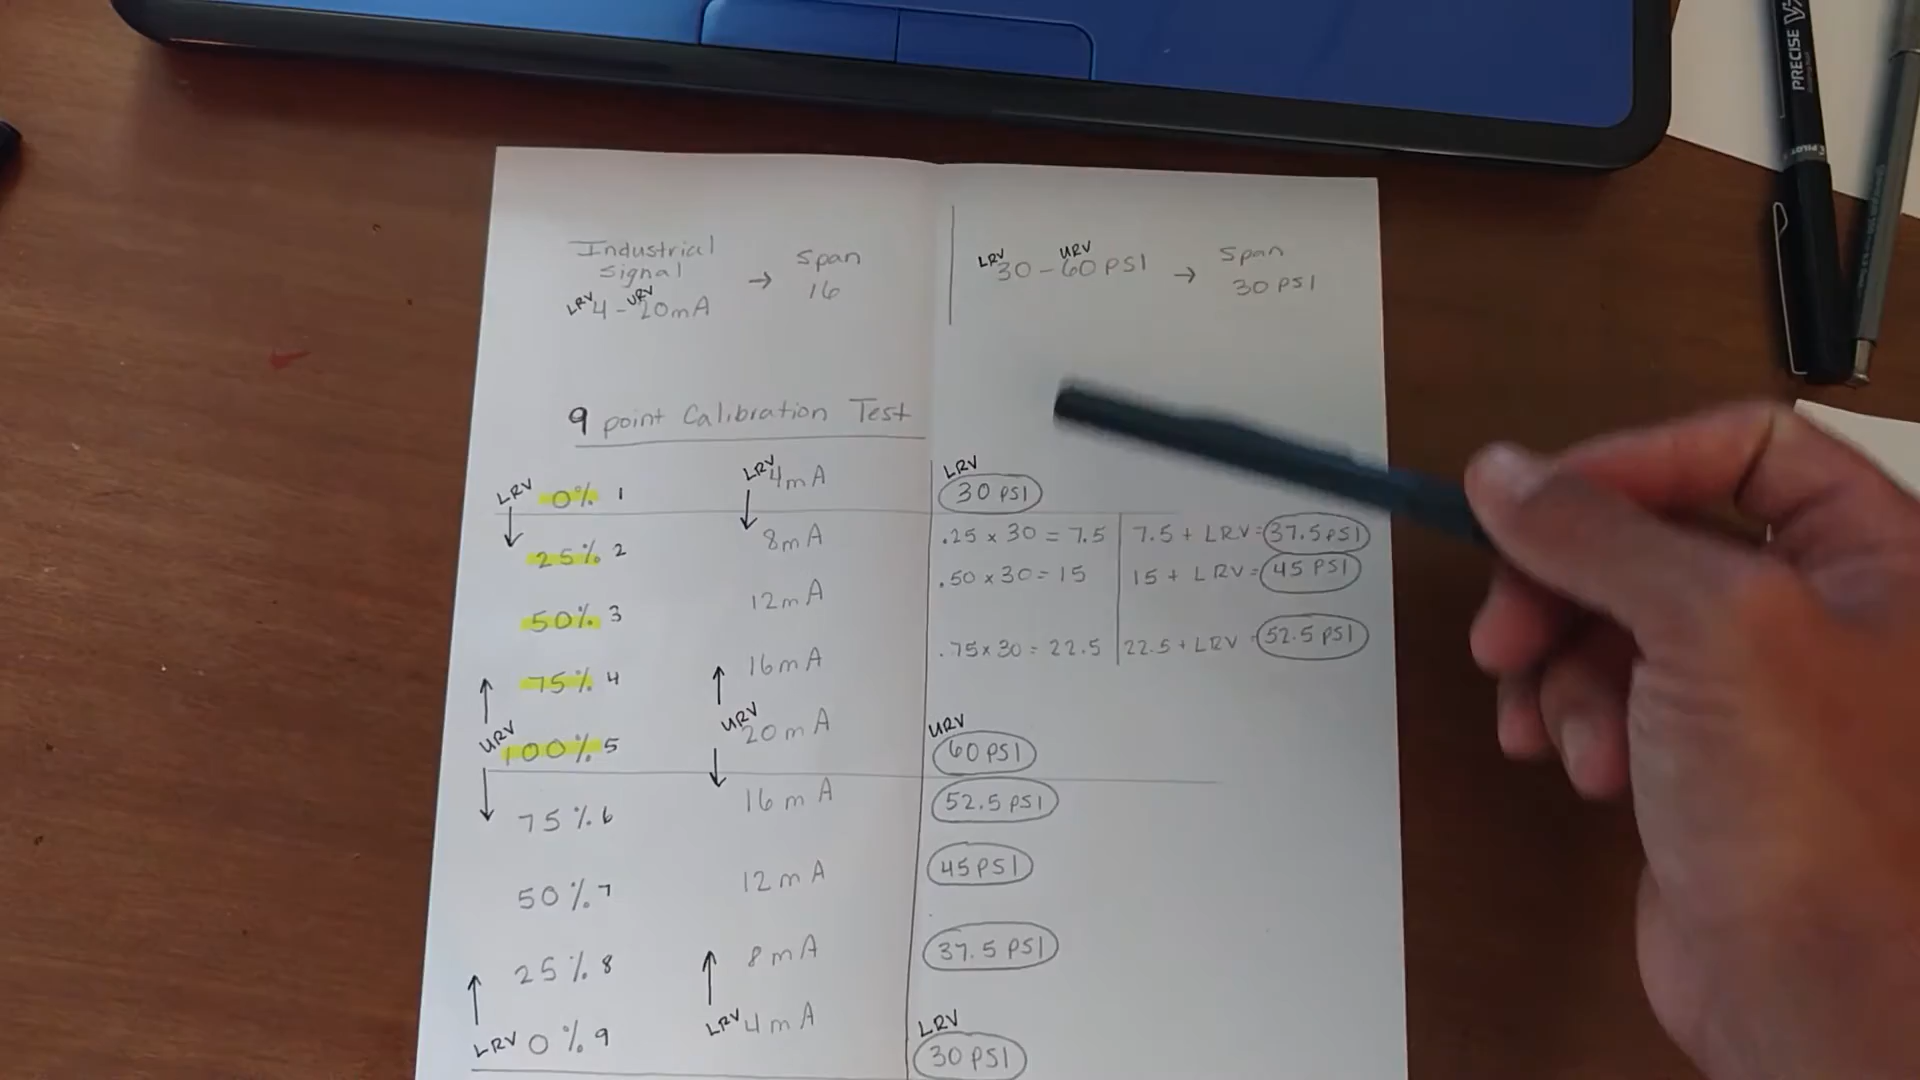 PRECISE V5
PILOT
Industrial
Signal
LRV 4 - URV 20mA
→
Span
16
LRV 30 - URV 60 PSI
→
Span
30 PSI
9 point Calibration Test
LRV 0% 1
LRV 4mA
LRV
30 PSI
25% 2
8mA
.25 x 30 = 7.5
7.5 + LRV = 37.5 PSI
50% 3
12mA
.50 x 30 = 15
15 + LRV = 45 PSI
75% 4
16mA
.75 x 30 = 22.5
22.5 + LRV = 52.5 PSI
URV 100% 5
URV 20mA
URV
60 PSI
75% 6
16mA
52.5 PSI
50% 7
12mA
45 PSI
25% 8
8mA
37.5 PSI
LRV 0% 9
LRV 4mA
LRV
30 PSI